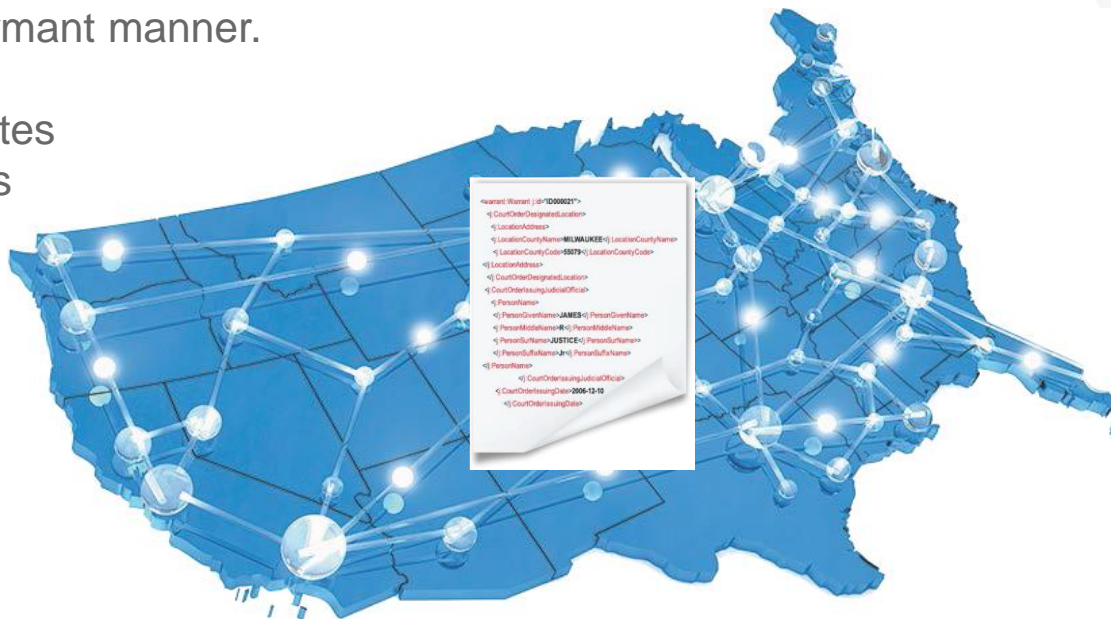 ymant manner.
tes
s
<warrant:Warrant j:id="ID000021">
<j:CourtOrderDesignatedLocation>
<j:LocationAddress>
<j:LocationCountyName>MILWAUKEE</j:LocationCountyName>
<j:LocationCountyCode>55079</j:LocationCountyCode>
</j:LocationAddress>
</j:CourtOrderDesignatedLocation>
<j:CourtOrderIssuingJudicialOfficial>
<j:PersonName>
</j:PersonGivenName>JAMES</j:PersonGivenName>
<j:PersonMiddleName>R</j:PersonMiddleName>
<j:PersonSurName>JUSTICE</j:PersonSurName>>
</j:PersonSuffixName>Jr</j:PersonSuffixName>
</j:PersonName>
</j:CourtOrderIssuingJudicialOfficial>
<j:CourtOrderIssuingDate>2006-12-10
</j:CourtOrderIssuingDate>